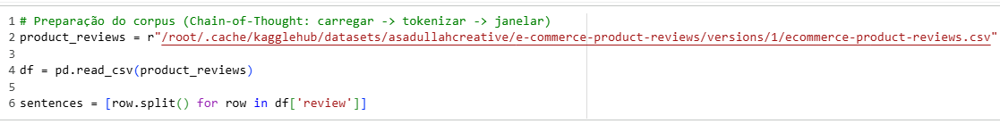 1 # Preparação do corpus (Chain-of-Thought: carregar -> tokenizar -> janelar)
2 product_reviews = r"/root/.cache/kagglehub/datasets/asadullahcreative/e-commerce-product-reviews/versions/1/ecommerce-product-reviews.csv"
3
4 df = pd.read_csv(product_reviews)
5
6 sentences = [row.split() for row in df['review']]